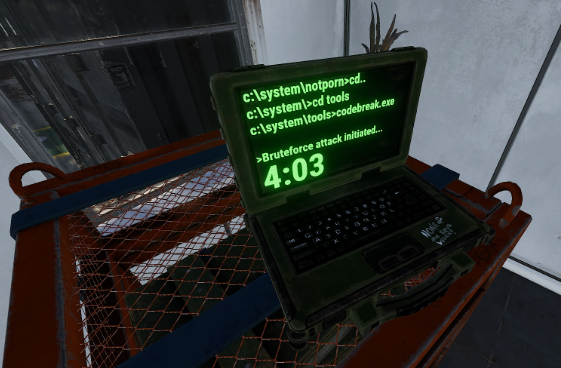 c:\system\notporn>cd..
c:\system\>cd tools
c:\system\tools>codebreak.exe
>Bruteforce attack initiated...
4:03